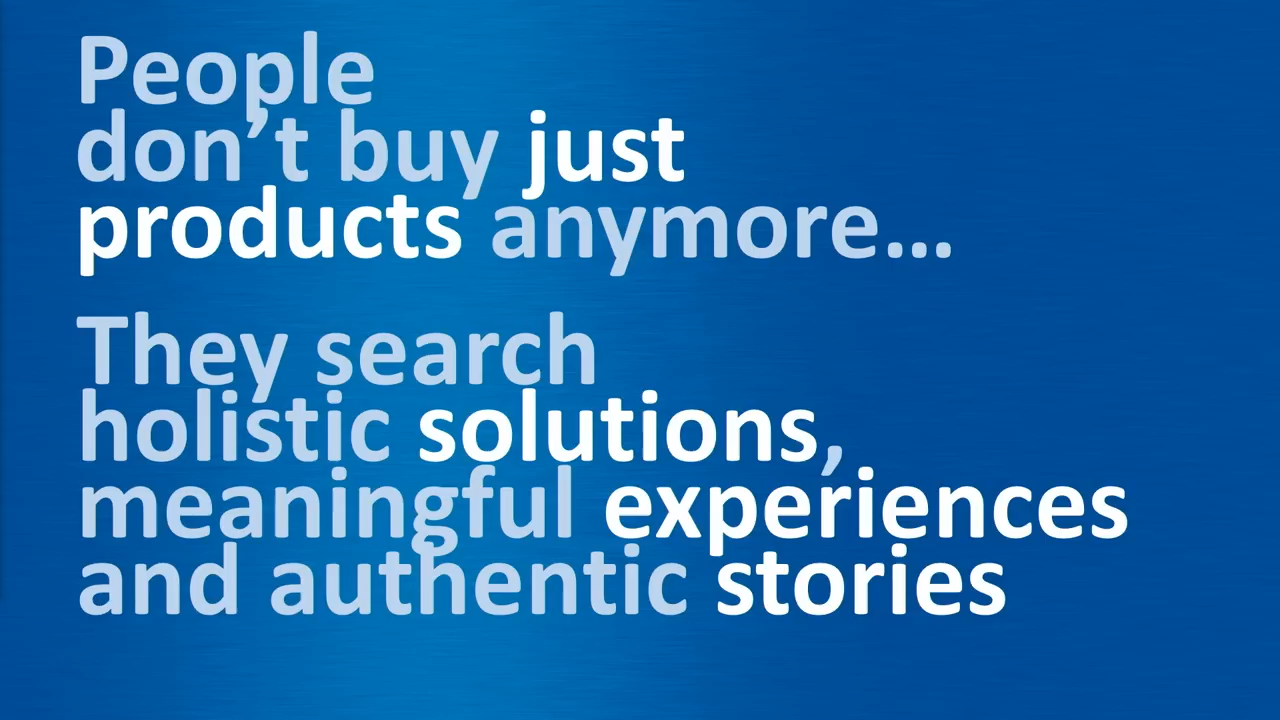 People
don’t buy just
products anymore…
They search
holistic solutions,
meaningful experiences
and authentic stories